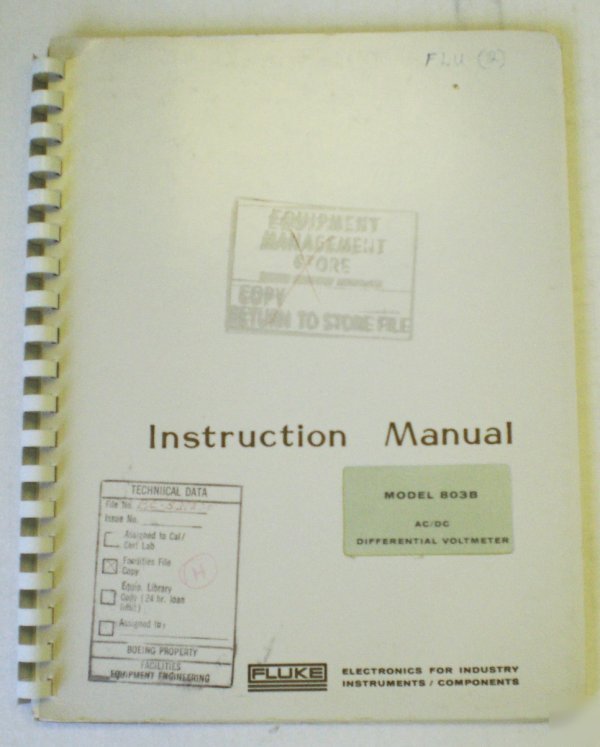 FLU (2)
EQUIPMENT
MANAGEMENT
STORE
COPY
RETURN TO STORE FILE
Instruction Manual
MODEL 803B
AC/DC
DIFFERENTIAL VOLTMETER
TECHNICAL DATA
File No.
Issue No.
Assigned to Cal/
Cert Lab
Facilities File
Copy
H
Equip. Library
Only (24 hr. loan
limit)
Assigned to:
BOEING PROPERTY
FACILITIES
EQUIPMENT ENGINEERING
FLUKE
ELECTRONICS FOR INDUSTRY
INSTRUMENTS / COMPONENTS